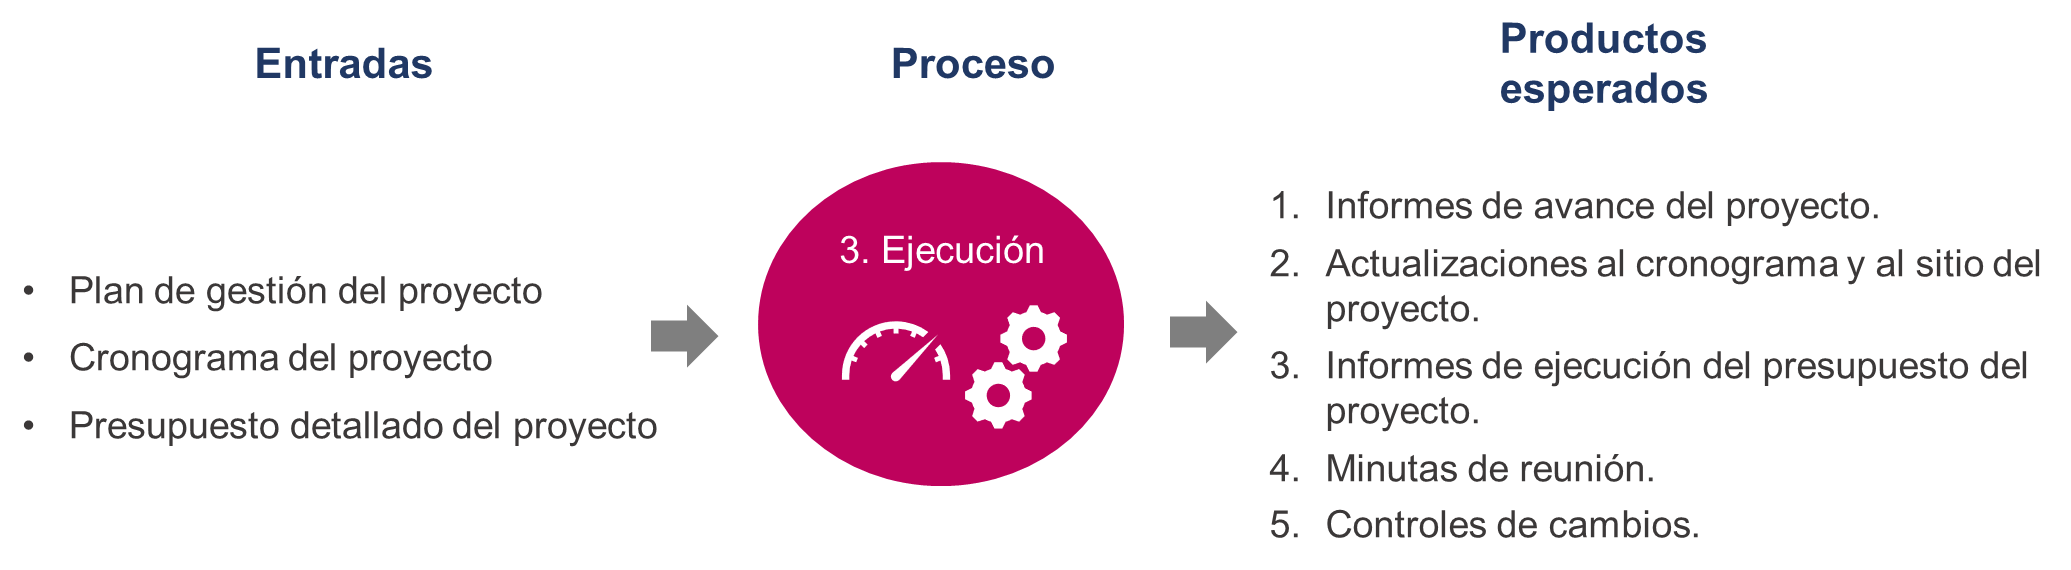 Entradas
• Plan de gestión del proyecto
• Cronograma del proyecto
• Presupuesto detallado del proyecto
Proceso
3. Ejecución
Productos
esperados
1. Informes de avance del proyecto.
2. Actualizaciones al cronograma y al sitio del
proyecto.
3. Informes de ejecución del presupuesto del
proyecto.
4. Minutas de reunión.
5. Controles de cambios.